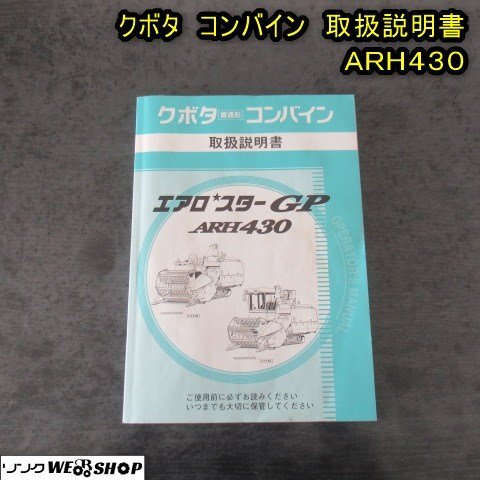 クボタ コンバイン 取扱説明書
ARH430
クボタ 普通形 コンバイン
取扱説明書
エアロ★スターGP
ARH430
OPERATOR'S MANUAL
ご使用前に必ずお読みください
いつまでも大切に保管してください
リンク WEB SHOP